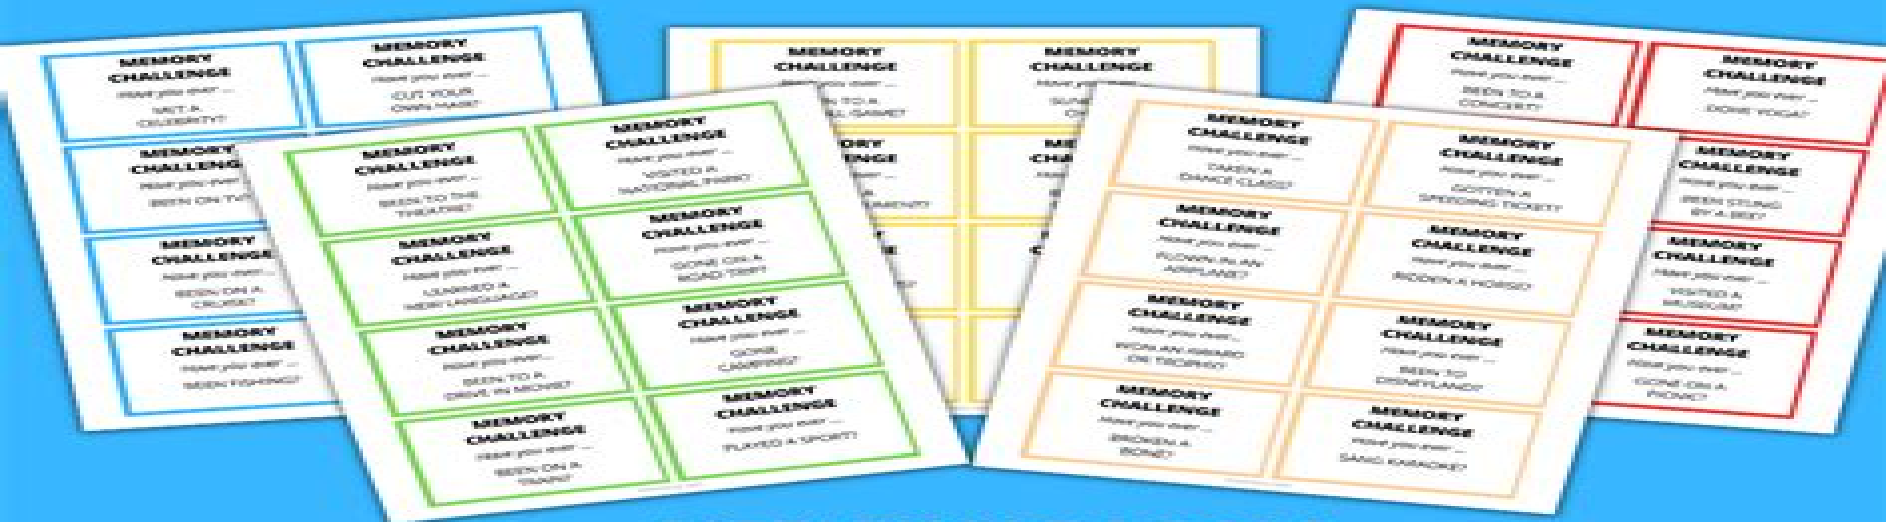 MEMORY
CHALLENGE
Have you ever ...
MET A
CELEBRITY?
MEMORY
CHALLENGE
Have you ever ...
CUT YOUR
OWN HAIR?
MEMORY
CHALLENG
Have you ever
BEEN ON TV?
MEMORY
CHALLENGE
Have you ever...
BEEN ON A
CRUISE?
MEMORY
CHALLENGE
Have you ever ...
BEEN FISHING?
MEMORY
CHALLENGE
Have you ever ...
BEEN TO THE
THEATRE?
MEMORY
CHALLENGE
Have you ever ...
VISITED A
NATIONAL PARK?
MEMORY
CHALLENGE
Have you ever ...
LEARNED A
NEW LANGUAGE?
MEMORY
CHALLENGE
Have you ever ...
GONE ON A
ROAD TRIP?
MEMORY
CHALLENGE
Have you ever...
BEEN TO A
DRIVE IN MOVIE?
MEMORY
CHALLENGE
Have you ever ...
GONE
CAMPING?
MEMORY
CHALLENGE
Have you ever ...
BEEN ON A
TRAIN?
MEMORY
CHALLENGE
Have you ever ...
PLAYED A SPORT?
MEMORY
CHALLENGE
TO A
GAME?
MEMORY
CHALLENGE
MEMORY
CHALLENGE
Have you ever ...
TAKEN A
DANCE CLASS?
MEMORY
CHALLENGE
Have you ever ...
GOTTEN A
SPEEDING TICKET?
MEMORY
CHALLENGE
Have you ever...
FLOWN IN AN
AIRPLANE?
MEMORY
CHALLENGE
Have you ever ...
RIDDEN A HORSE?
MEMORY
CHALLENGE
Have you ever...
WON AN AWARD
OR TROPHY?
MEMORY
CHALLENGE
Have you ever ...
BEEN TO
DISNEYLAND?
MEMORY
CHALLENGE
Have you ever ...
BROKEN A
BONE?
MEMORY
CHALLENGE
Have you ever ...
SANG KARAOKE?
MEMORY
CHALLENGE
Have you ever ...
BEEN TO A
CONCERT?
MEMORY
CHALLENGE
Have you ever ...
DONE YOGA?
MEMORY
CHALLENGE
Have you ever ...
BEEN STUNG
BY A BEE?
MEMORY
CHALLENGE
Have you ever ...
VISITED A
MUSEUM?
MEMORY
CHALLENGE
Have you ever ...
GONE ON A
PICNIC?